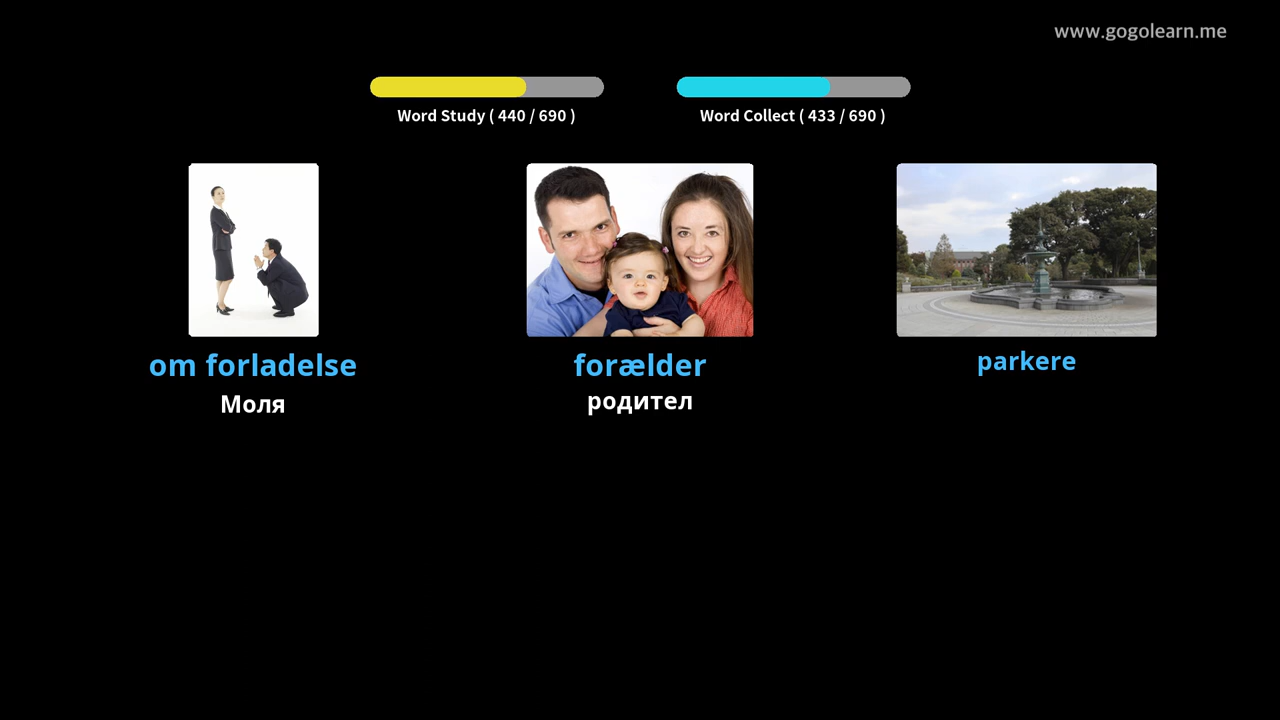 www.gogolearn.me
Word Study ( 440 / 690 )
Word Collect ( 433 / 690 )
om forladelse
forælder
parkere
Моля
родител